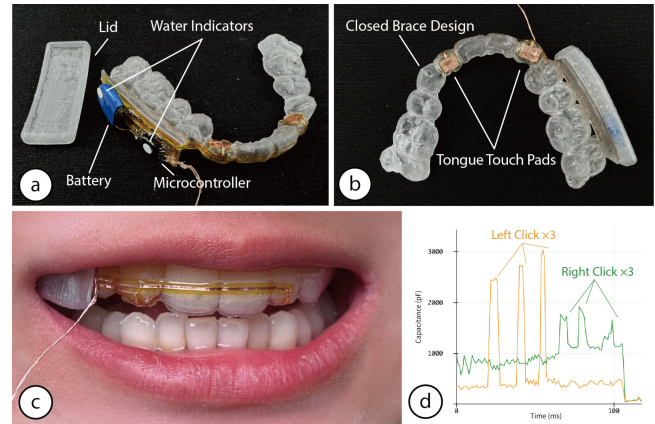 Lid
Water Indicators
Battery
Microcontroller
a
Closed Brace Design
Tongue Touch Pads
b
c
Left Click ×3
Right Click ×3
3000
2000
1000
Capacitance (pF)
0
100
Time (ms)
d